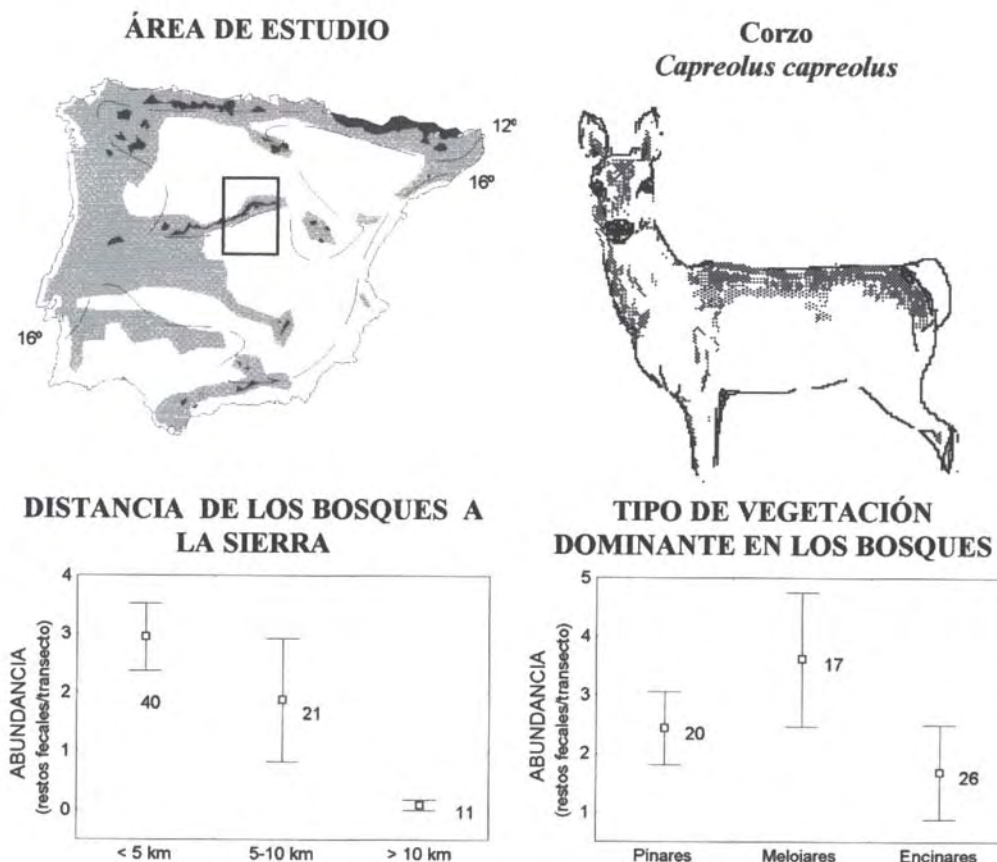 ÁREA DE ESTUDIO
12º
16º
16º
Corzo
Capreolus capreolus
DISTANCIA DE LOS BOSQUES A
LA SIERRA
ABUNDANCIA
(restos fecales/transecto)
4
3
2
1
0
40
21
11
< 5 km
5-10 km
> 10 km
TIPO DE VEGETACIÓN
DOMINANTE EN LOS BOSQUES
ABUNDANCIA
(restos fecales/transecto)
5
4
3
2
1
20
17
26
Pinares
Melojares
Encinares